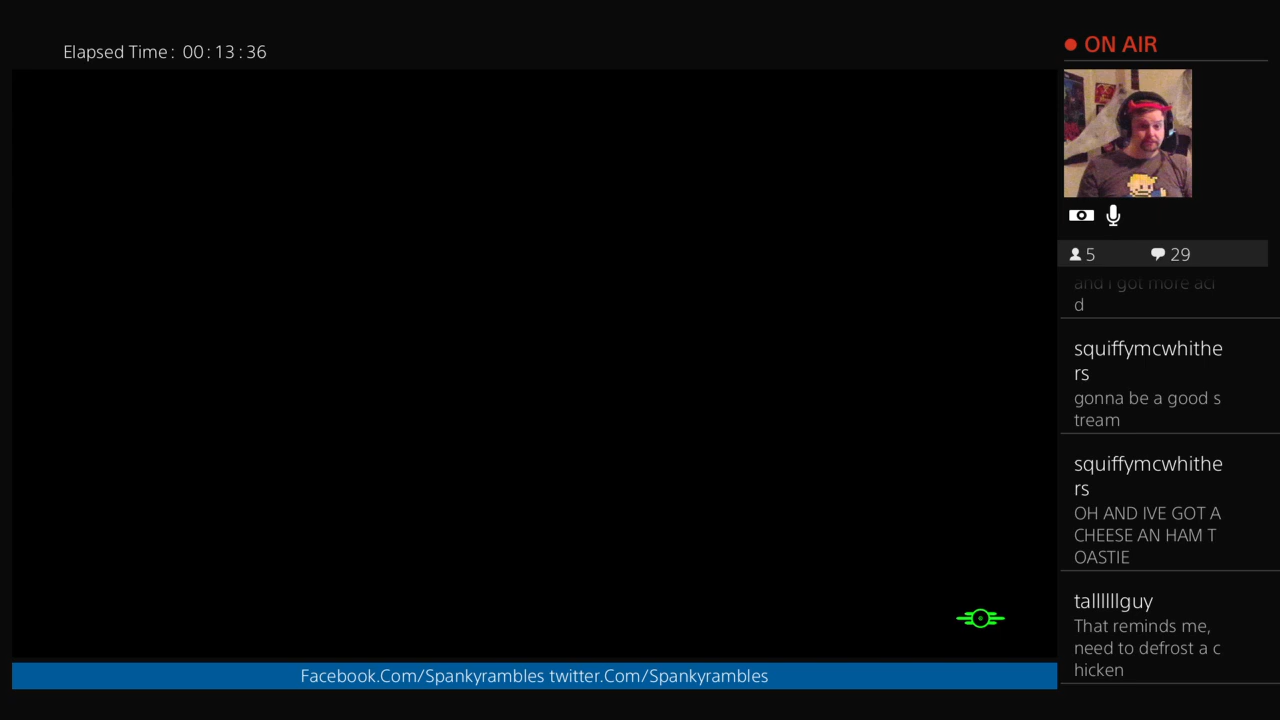 Elapsed Time: 00:13:36
ON AIR
5 29
and i got more aci
d
squiffymcwhithe
rs
gonna be a good s
tream
squiffymcwhithe
rs
OH AND IVE GOT A
CHEESE AN HAM T
OASTIE
talllllguy
That reminds me,
need to defrost a c
hicken
Facebook.Com/Spankyrambles twitter.Com/Spankyrambles